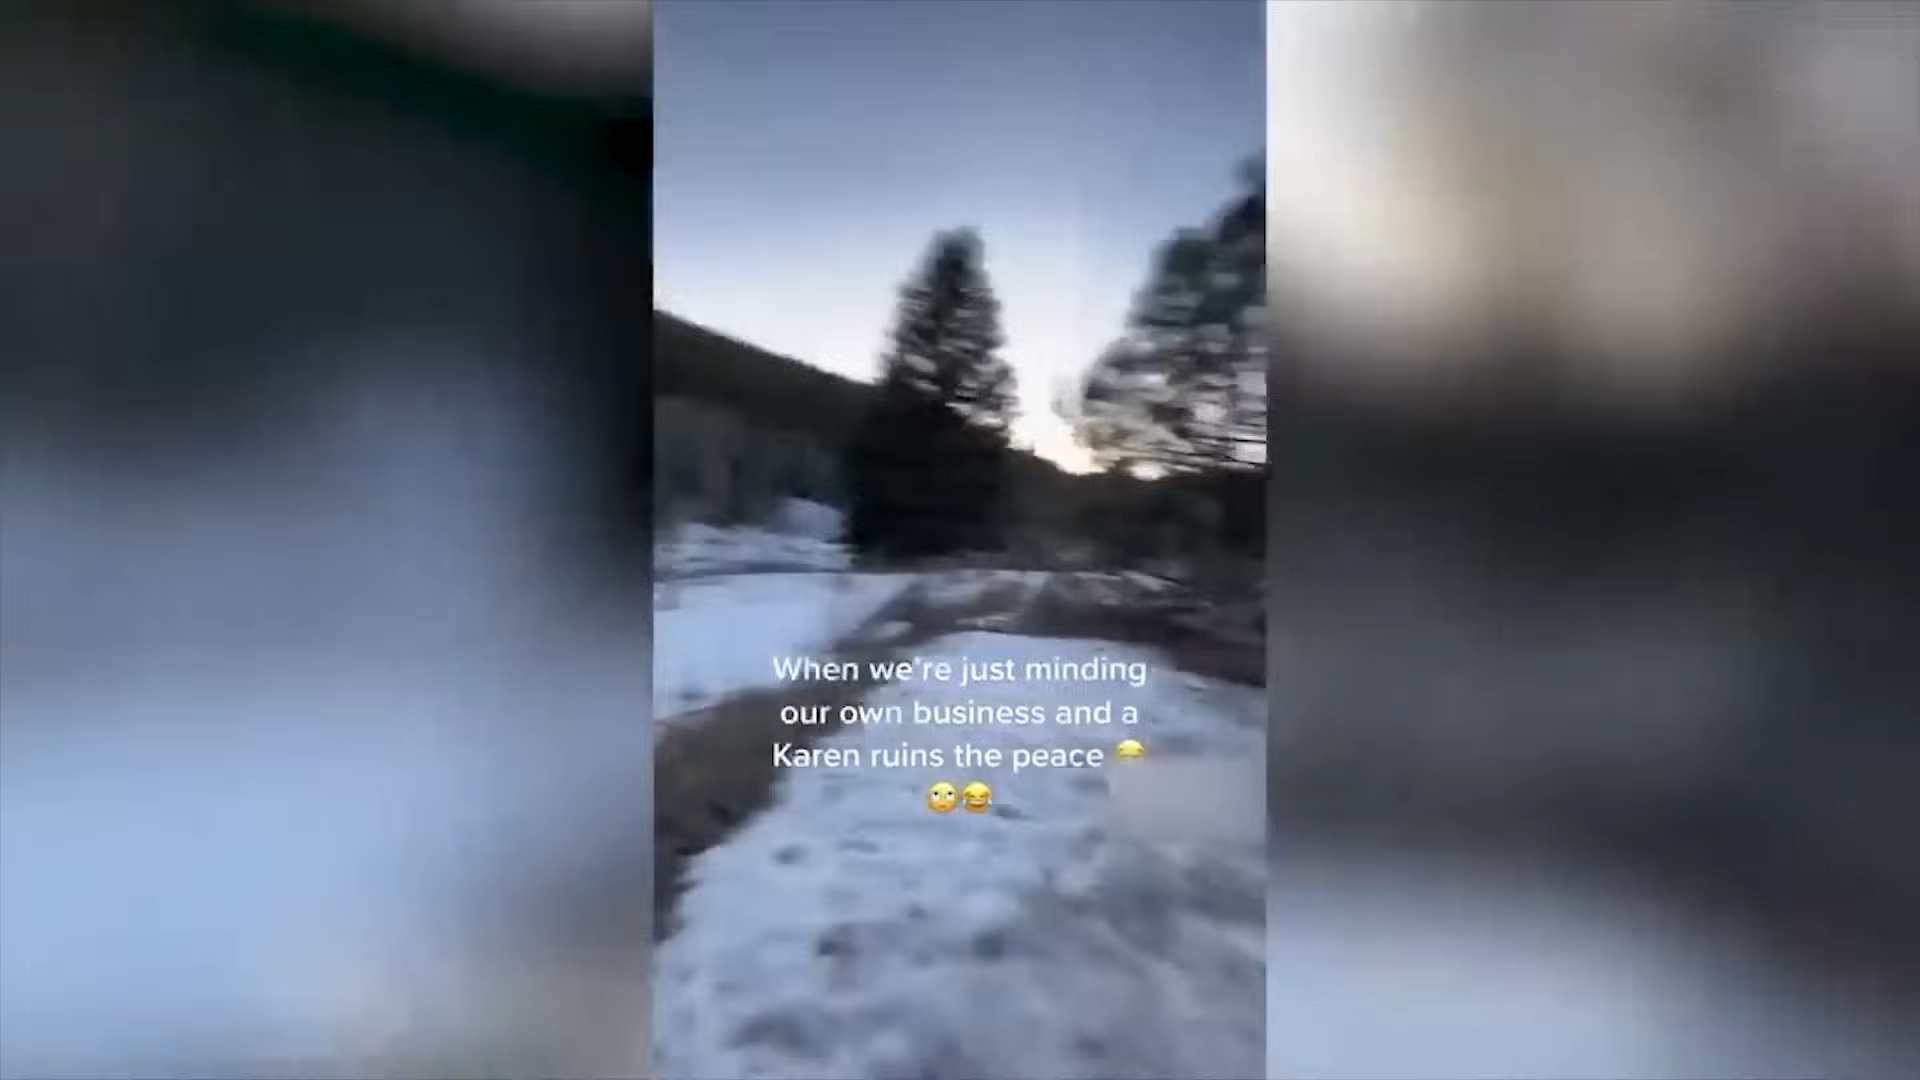 When we're just minding
our own business and a
Karen ruins the peace 😂
🙄😂